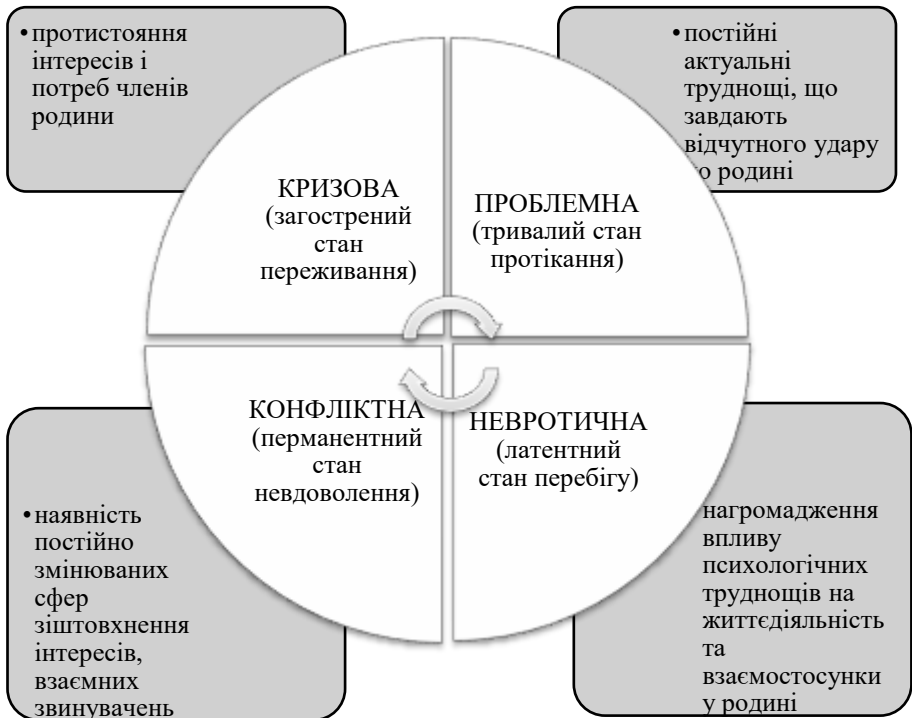 •протистояння
інтересів і
потреб членів
родини
•постійні
актуальні
труднощі, що
завдають
відчутного удару
родині
КРИЗОВА
(загострений
стан
переживання)
ПРОБЛЕМНА
(тривалий стан
протікання)
КОНФЛІКТНА
(перманентний
стан
невдоволення)
НЕВРОТИЧНА
(латентний
стан перебігу)
•наявність
постійно
змінюваних
сфер
зіштовхнення
інтересів,
взаємних
звинувачень
нагромадження
впливу
психологічних
труднощів на
життєдіяльність
та
взаємостосунки
у родині